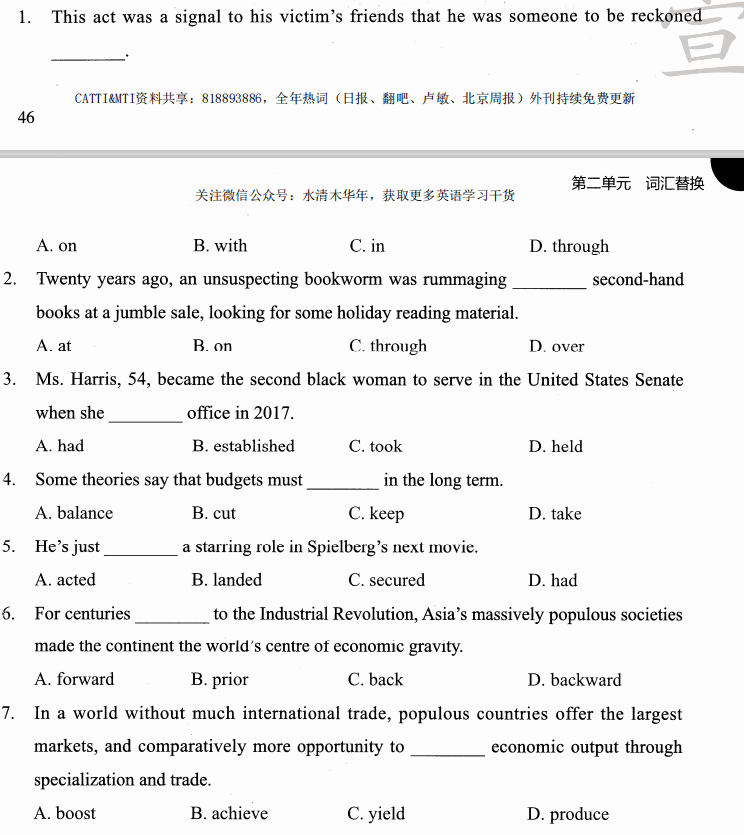 1. This act was a signal to his victim's friends that he was someone to be reckoned
________.
宣
CATTI&MTI资料共享：818893886，全年热词（日报、翻吧、卢敏、北京周报）外刊持续免费更新
46
第二单元 词汇替换
关注微信公众号：水清木华年，获取更多英语学习干货
A. on B. with C. in D. through
2. Twenty years ago, an unsuspecting bookworm was rummaging ________ second-hand
books at a jumble sale, looking for some holiday reading material.
A. at B. on C. through D. over
3. Ms. Harris, 54, became the second black woman to serve in the United States Senate
when she ________ office in 2017.
A. had B. established C. took D. held
4. Some theories say that budgets must ________ in the long term.
A. balance B. cut C. keep D. take
5. He's just ________ a starring role in Spielberg's next movie.
A. acted B. landed C. secured D. had
6. For centuries ________ to the Industrial Revolution, Asia's massively populous societies
made the continent the world's centre of economic gravity.
A. forward B. prior C. back D. backward
7. In a world without much international trade, populous countries offer the largest
markets, and comparatively more opportunity to ________ economic output through
specialization and trade.
A. boost B. achieve C. yield D. produce